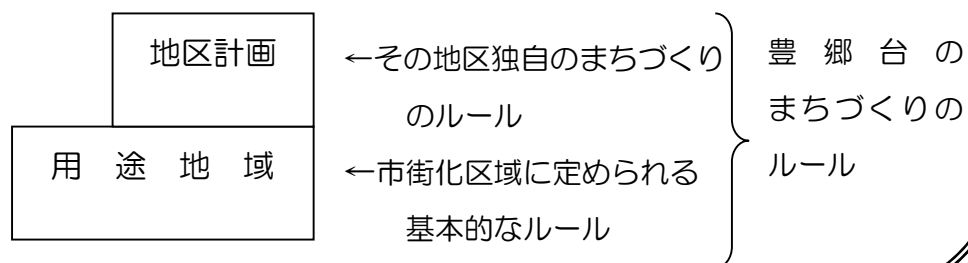 地区計画
←その地区独自のまちづくり
のルール
用途地域
←市街化区域に定められる
基本的なルール
豊郷台の
まちづくりの
ルール